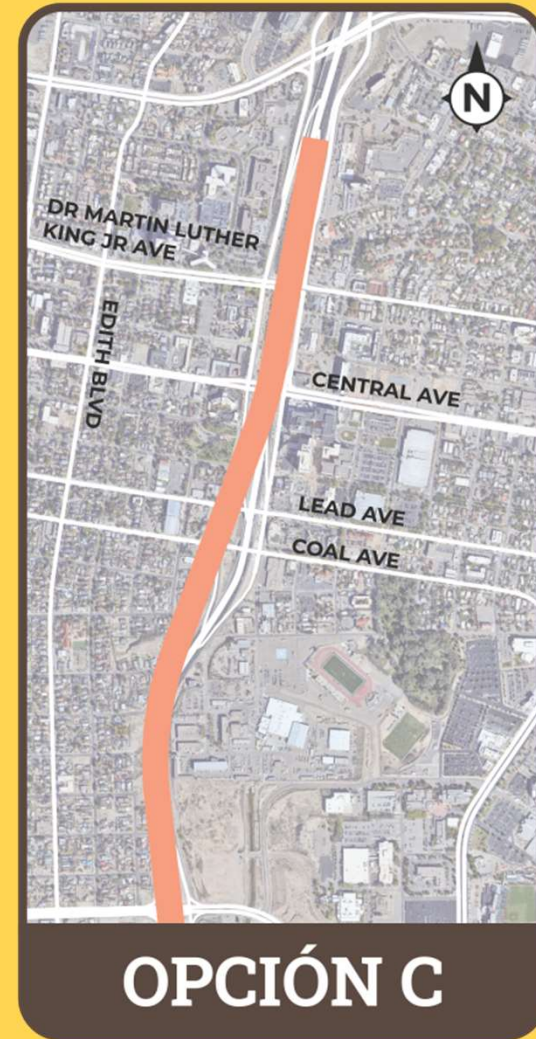 N
DR MARTIN LUTHER
KING JR AVE
EDITH BLVD
CENTRAL AVE
LEAD AVE
COAL AVE
OPCIÓN C